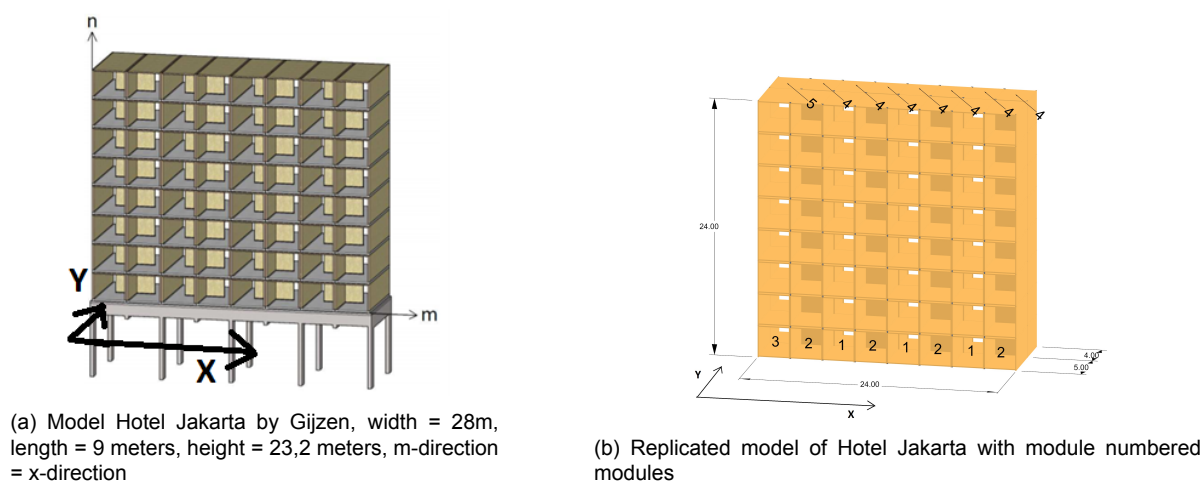 n
Y
m
X
(a) Model Hotel Jakarta by Gijzen, width = 28m,
length = 9 meters, height = 23,2 meters, m-direction
= x-direction
5 4 4 4 4 4 4 4
24.00
3 2 1 2 1 2 1 2
4.00
5.00
24.00
Y
X
(b) Replicated model of Hotel Jakarta with module numbered
modules